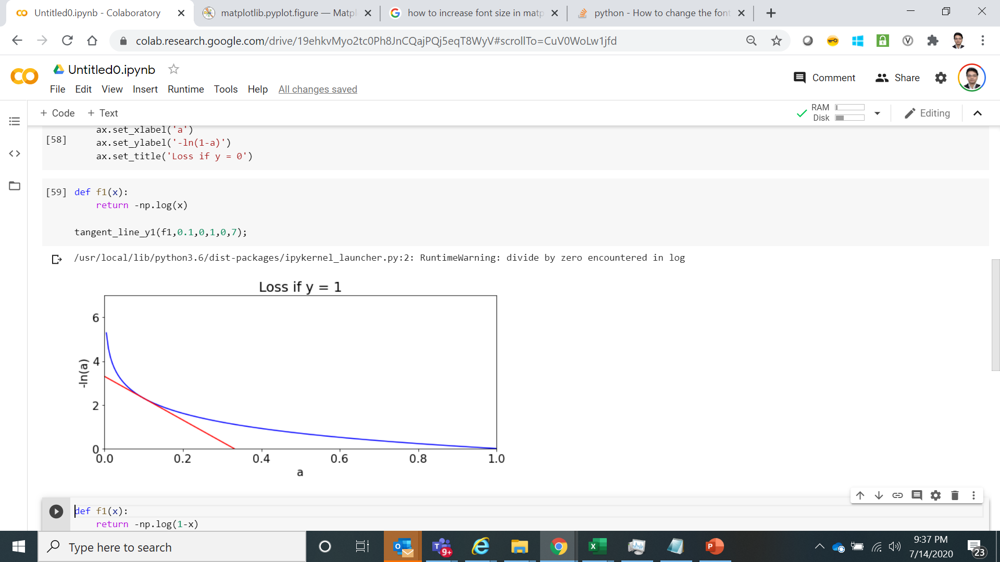 Untitled0.ipynb - Colaboratory
matplotlib.pyplot.figure — Matpl
how to increase font size in matp
python - How to change the font
colab.research.google.com/drive/19ehkvMyo2tc0Ph8JnCQajPQj5eqT8WyV#scrollTo=CuV0WoLw1jfd
Untitled0.ipynb
Comment Share
File Edit View Insert Runtime Tools Help All changes saved
+ Code + Text
RAM
Disk
Editing
ax.set_xlabel('a')
[58] ax.set_ylabel('-ln(1-a)')
ax.set_title('Loss if y = 0')
[59] def f1(x):
return -np.log(x)
tangent_line_y1(f1,0.1,0,1,0,7);
/usr/local/lib/python3.6/dist-packages/ipykernel_launcher.py:2: RuntimeWarning: divide by zero encountered in log
Loss if y = 1
6
4
2
0
-ln(a)
0.0 0.2 0.4 0.6 0.8 1.0
a
def f1(x):
return -np.log(1-x)
Type here to search
9+
9:37 PM
7/14/2020
23